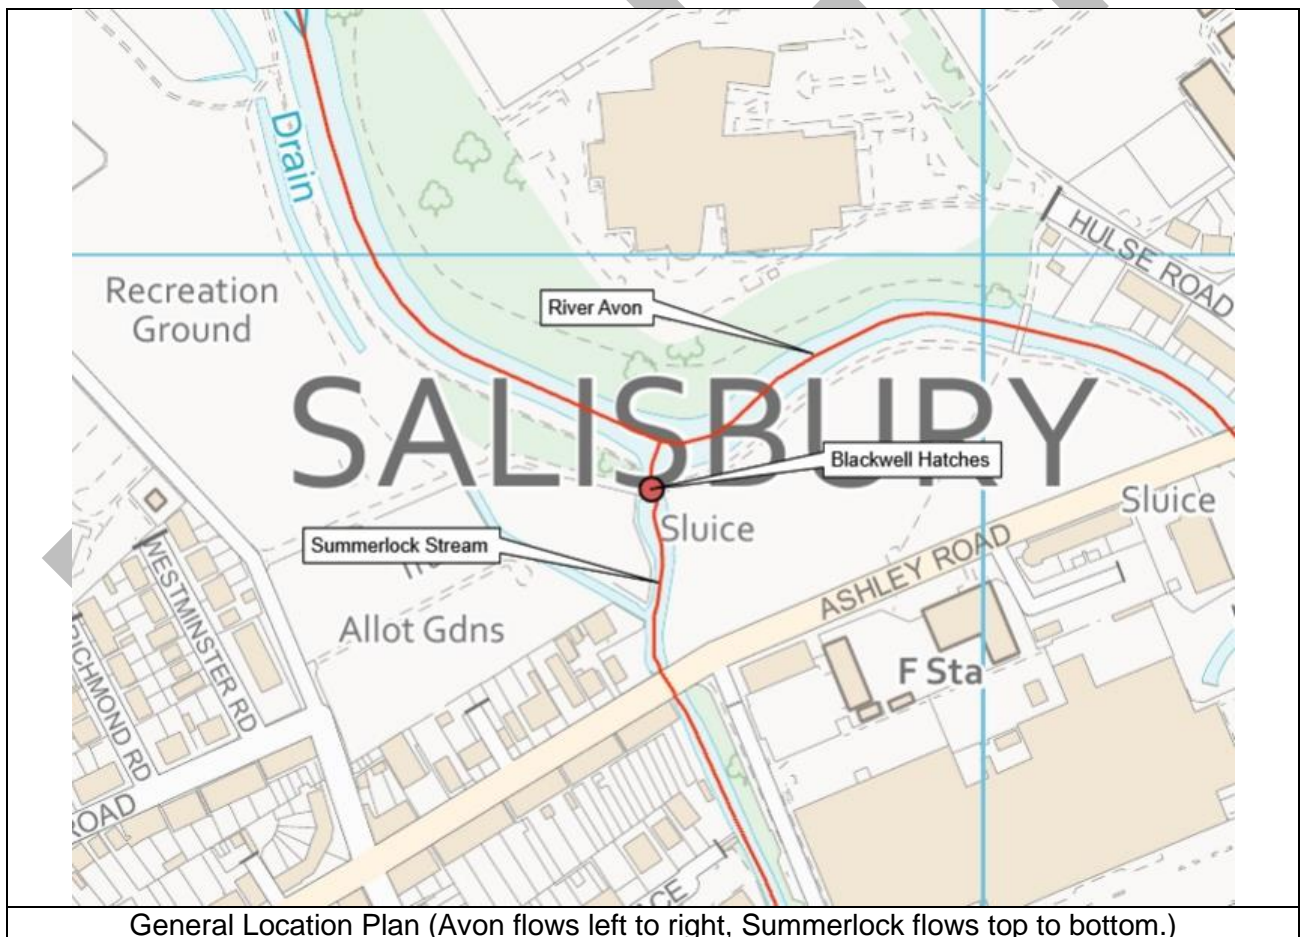 Drain
HULSE ROAD
Recreation
Ground
River Avon
SALISBURY
Blackwell Hatches
Sluice
Sluice
Summerlock Stream
ASHLEY ROAD
WESTMINSTER RD
Allot Gdns
RICHMOND RD
F Sta
ROAD
General Location Plan (Avon flows left to right, Summerlock flows top to bottom.)